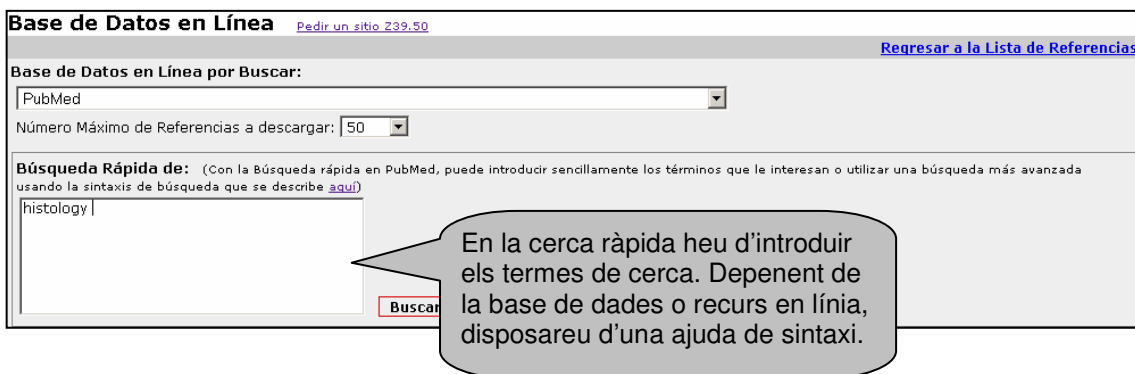 Base de Datos en Línea Pedir un sitio Z39.50
Regresar a la Lista de Referencias
Base de Datos en Línea por Buscar:
PubMed
Número Máximo de Referencias a descargar: 50
Búsqueda Rápida de: (Con la Búsqueda rápida en PubMed, puede introducir sencillamente los términos que le interesan o utilizar una búsqueda más avanzada
usando la sintaxis de búsqueda que se describe aquí)
histology
En la cerca ràpida heu d'introduir
els termes de cerca. Depenent de
la base de dades o recurs en línia,
disposareu d'una ajuda de sintaxi.
Buscar